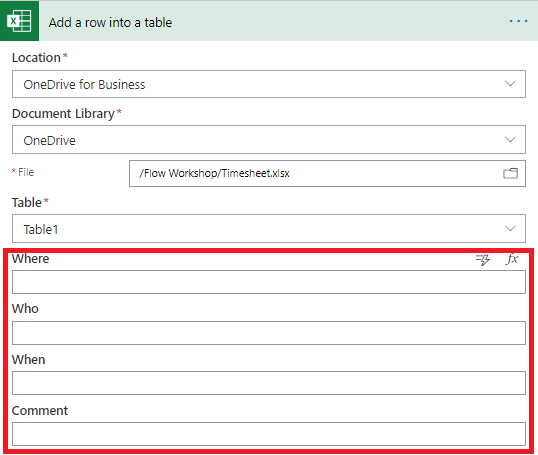 Add a row into a table
Location*
OneDrive for Business
Document Library*
OneDrive
* File
/Flow Workshop/Timesheet.xlsx
Table*
Table1
Where
fx
Who
When
Comment